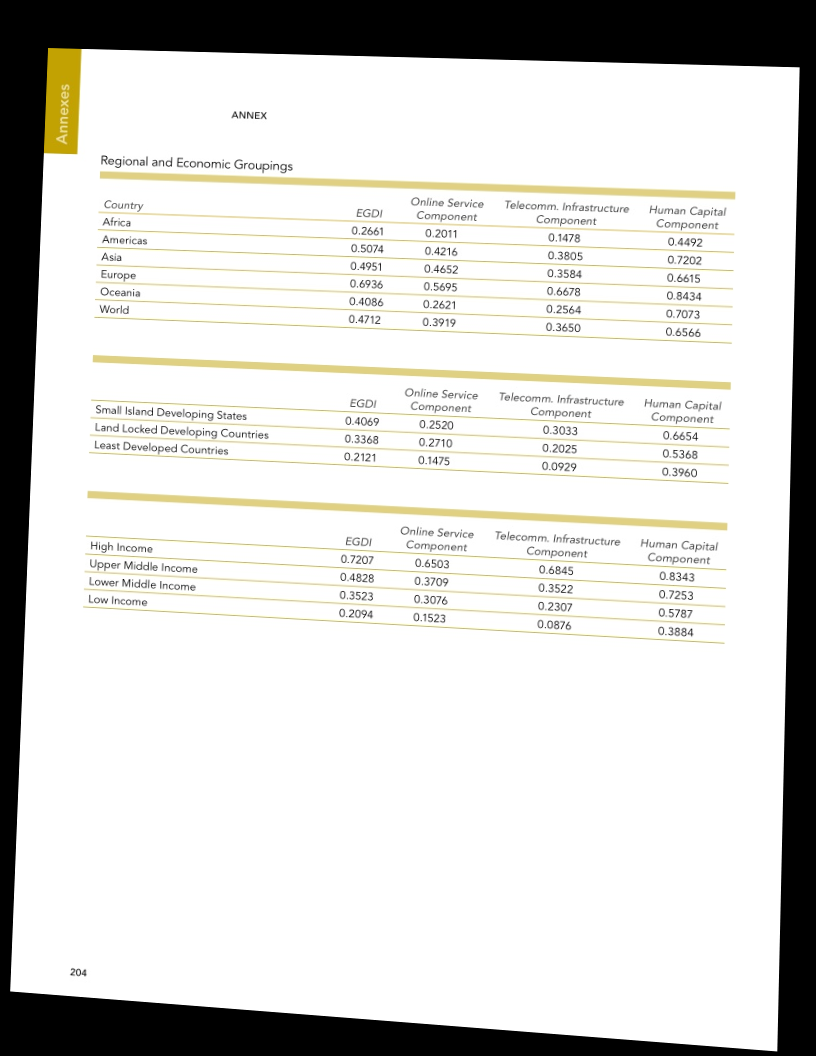 Annexes
ANNEX
Regional and Economic Groupings
Country EGDI Online Service Component Telecomm. Infrastructure Component Human Capital Component
Africa 0.2661 0.2011 0.1478 0.4492
Americas 0.5074 0.4216 0.3805 0.7202
Asia 0.4951 0.4652 0.3584 0.6615
Europe 0.6936 0.5695 0.6678 0.8434
Oceania 0.4086 0.2621 0.2564 0.7073
World 0.4712 0.3919 0.3650 0.6566
EGDI Online Service Component Telecomm. Infrastructure Component Human Capital Component
Small Island Developing States 0.4069 0.2520 0.3033 0.6654
Land Locked Developing Countries 0.3368 0.2710 0.2025 0.5368
Least Developed Countries 0.2121 0.1475 0.0929 0.3960
EGDI Online Service Component Telecomm. Infrastructure Component Human Capital Component
High Income 0.7207 0.6503 0.6845 0.8343
Upper Middle Income 0.4828 0.3709 0.3522 0.7253
Lower Middle Income 0.3523 0.3076 0.2307 0.5787
Low Income 0.2094 0.1523 0.0876 0.3884
204